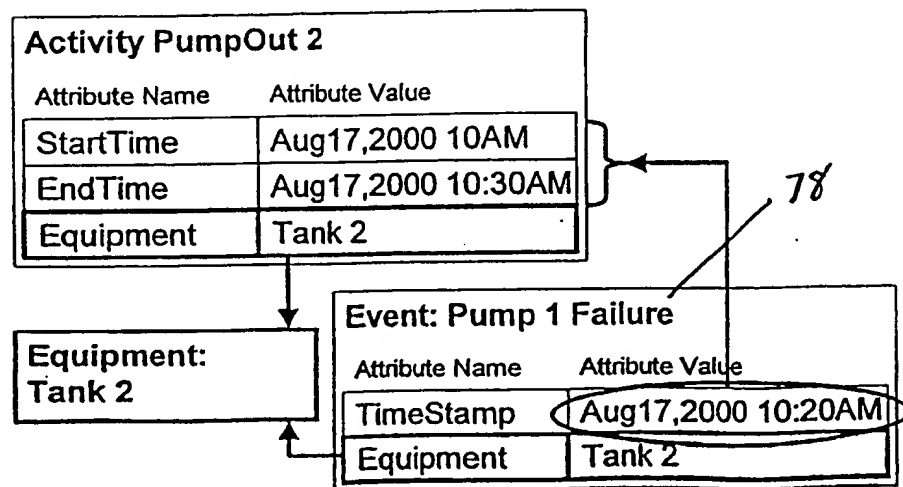 Activity PumpOut 2
Attribute Name Attribute Value
StartTime Aug17,2000 10AM
EndTime Aug17,2000 10:30AM
Equipment Tank 2
78
Equipment:
Tank 2
Event: Pump 1 Failure
Attribute Name Attribute Value
TimeStamp Aug17,2000 10:20AM
Equipment Tank 2